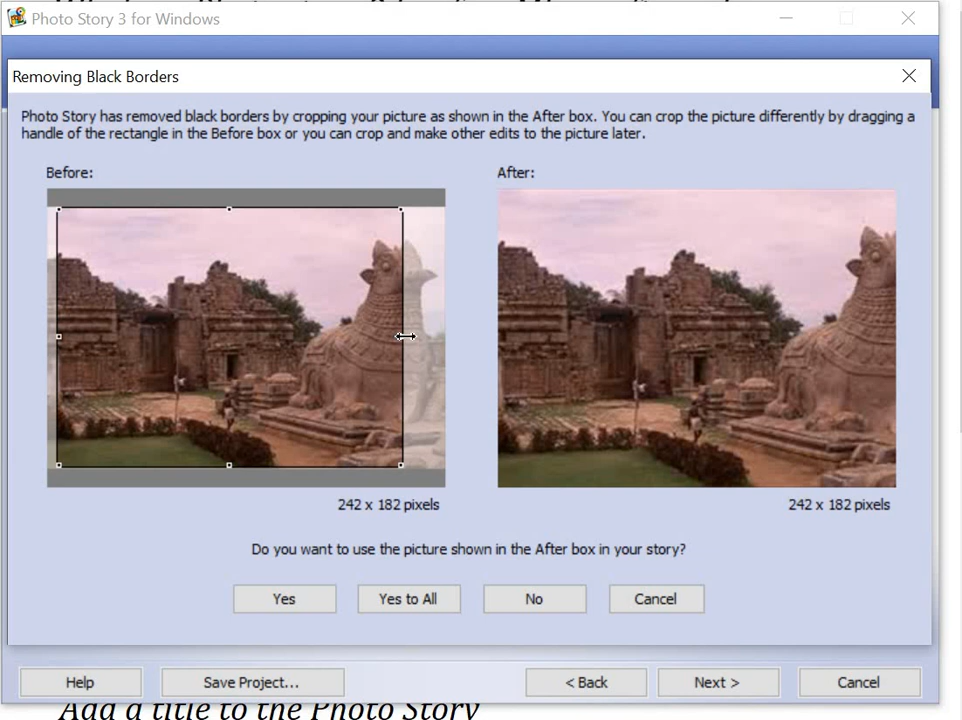 Photo Story 3 for Windows
Removing Black Borders
Photo Story has removed black borders by cropping your picture as shown in the After box. You can crop the picture differently by dragging a
handle of the rectangle in the Before box or you can crop and make other edits to the picture later.
Before:
After:
242 x 182 pixels
242 x 182 pixels
Do you want to use the picture shown in the After box in your story?
Yes
Yes to All
No
Cancel
Help
Save Project...
< Back
Next >
Cancel
Add a title to the Photo Story